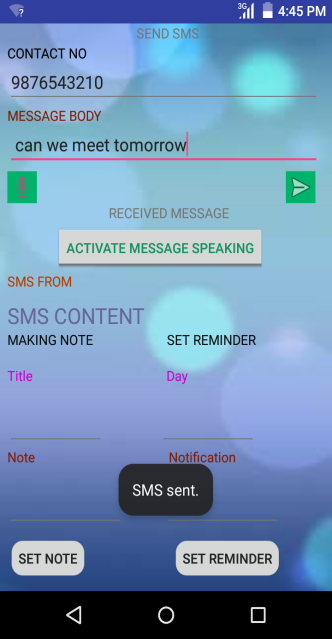 3G 4:45 PM
SEND SMS
CONTACT NO
9876543210
MESSAGE BODY
can we meet tomorrow
RECEIVED MESSAGE
ACTIVATE MESSAGE SPEAKING
SMS FROM
SMS CONTENT
MAKING NOTE SET REMINDER
Title Day
Note Notification
SMS sent.
SET NOTE SET REMINDER